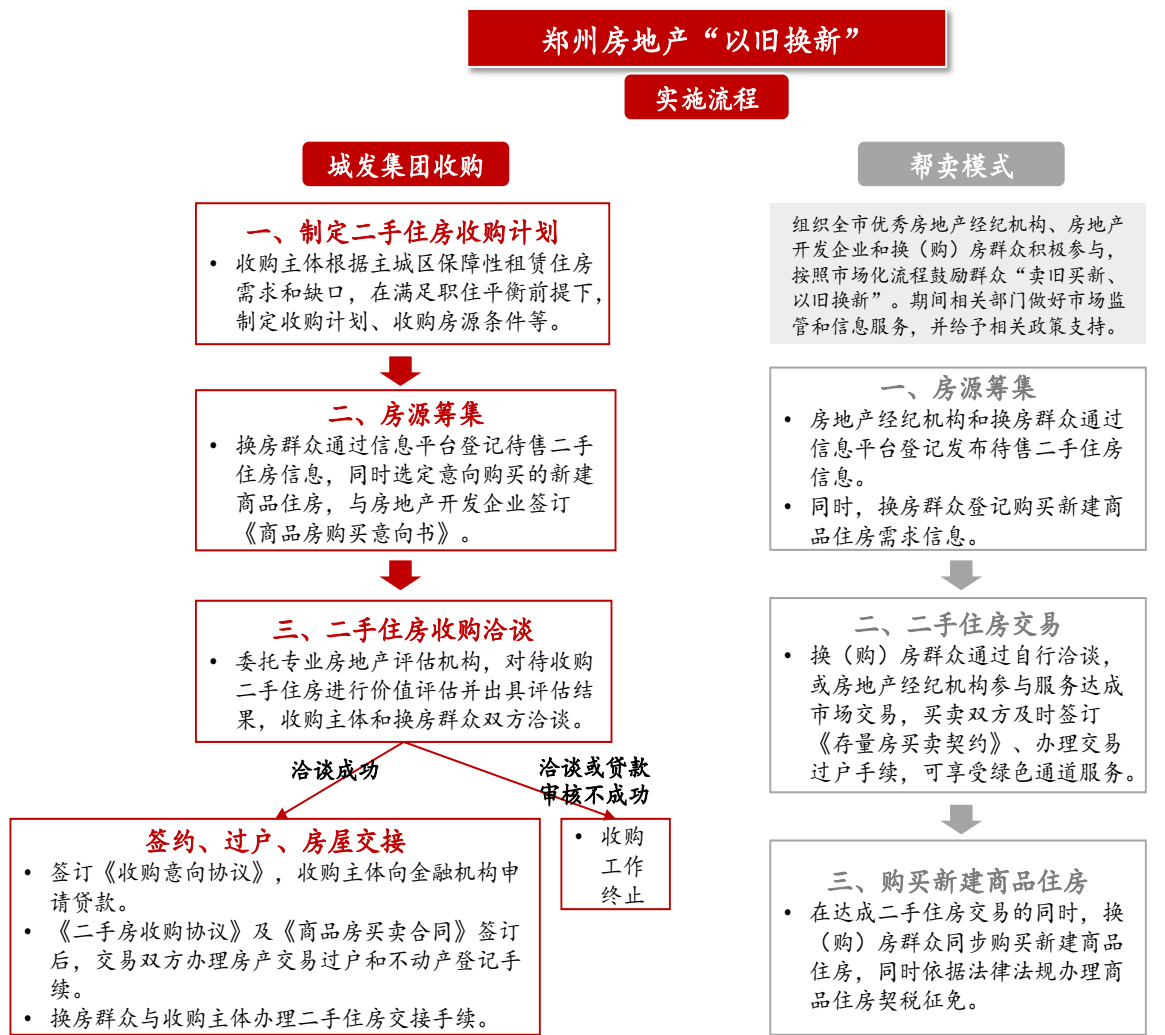 郑州房地产“以旧换新”
实施流程
城发集团收购
一、制定二手住房收购计划
• 收购主体根据主城区保障性租赁住房
需求和缺口，在满足职住平衡前提下，
制定收购计划、收购房源条件等。
二、房源筹集
• 换房群众通过信息平台登记待售二手
住房信息，同时选定意向购买的新建
商品住房，与房地产开发企业签订
《商品房购买意向书》。
三、二手住房收购洽谈
• 委托专业房地产评估机构，对待收购
二手住房进行价值评估并出具评估结
果，收购主体和换房群众双方洽谈。
洽谈成功
洽谈或贷款
审核不成功
签约、过户、房屋交接
• 签订《收购意向协议》，收购主体向金融机构申
请贷款。
• 《二手房收购协议》及《商品房买卖合同》签订
后，交易双方办理房产交易过户和不动产登记手
续。
• 换房群众与收购主体办理二手住房交接手续。
• 收购
工作
终止
帮卖模式
组织全市优秀房地产经纪机构、房地产
开发企业和换（购）房群众积极参与，
按照市场化流程鼓励群众“卖旧买新、
以旧换新”。期间相关部门做好市场监
管和信息服务，并给予相关政策支持。
一、房源筹集
• 房地产经纪机构和换房群众通过
信息平台登记发布待售二手住房
信息。
• 同时，换房群众登记购买新建商
品住房需求信息。
二、二手住房交易
• 换（购）房群众通过自行洽谈，
或房地产经纪机构参与服务达成
市场交易，买卖双方及时签订
《存量房买卖契约》、办理交易
过户手续，可享受绿色通道服务。
三、购买新建商品住房
• 在达成二手住房交易的同时，换
（购）房群众同步购买新建商品
住房，同时依据法律法规办理商
品住房契税征免。